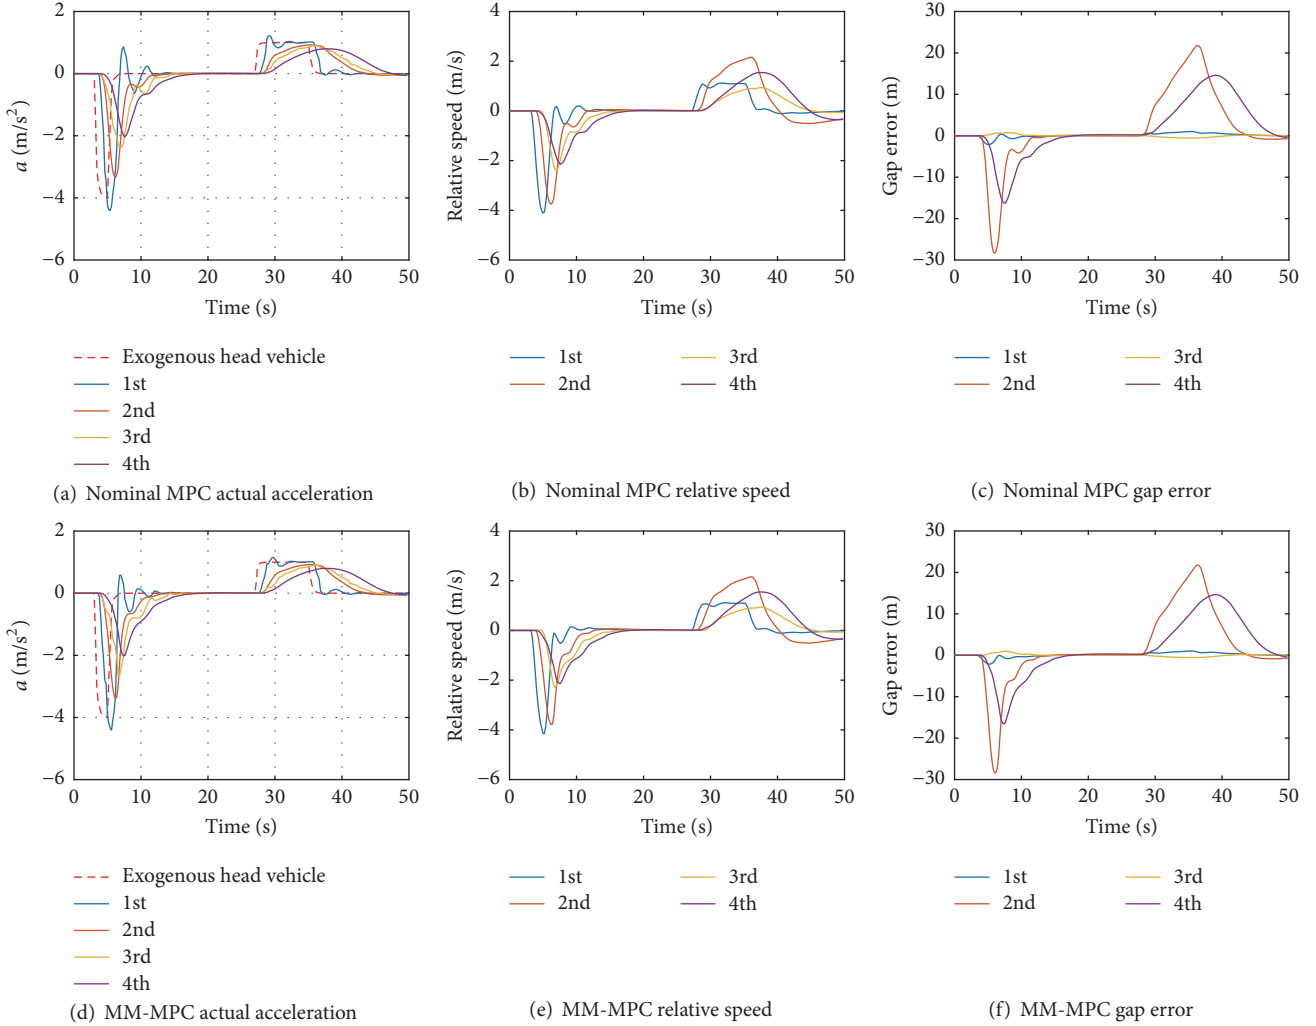 2
0
−2
−4
−6
a (m/s²)
0 10 20 30 40 50
Time (s)
Exogenous head vehicle
1st
2nd
3rd
4th
(a) Nominal MPC actual acceleration
4
2
0
−2
−4
−6
Relative speed (m/s)
0 10 20 30 40 50
Time (s)
1st 3rd
2nd 4th
(b) Nominal MPC relative speed
30
20
10
0
−10
−20
−30
Gap error (m)
0 10 20 30 40 50
Time (s)
1st 3rd
2nd 4th
(c) Nominal MPC gap error
2
0
−2
−4
−6
a (m/s²)
0 10 20 30 40 50
Time (s)
Exogenous head vehicle
1st
2nd
3rd
4th
(d) MM-MPC actual acceleration
4
2
0
−2
−4
−6
Relative speed (m/s)
0 10 20 30 40 50
Time (s)
1st 3rd
2nd 4th
(e) MM-MPC relative speed
30
20
10
0
−10
−20
−30
Gap error (m)
0 10 20 30 40 50
Time (s)
1st 3rd
2nd 4th
(f) MM-MPC gap error